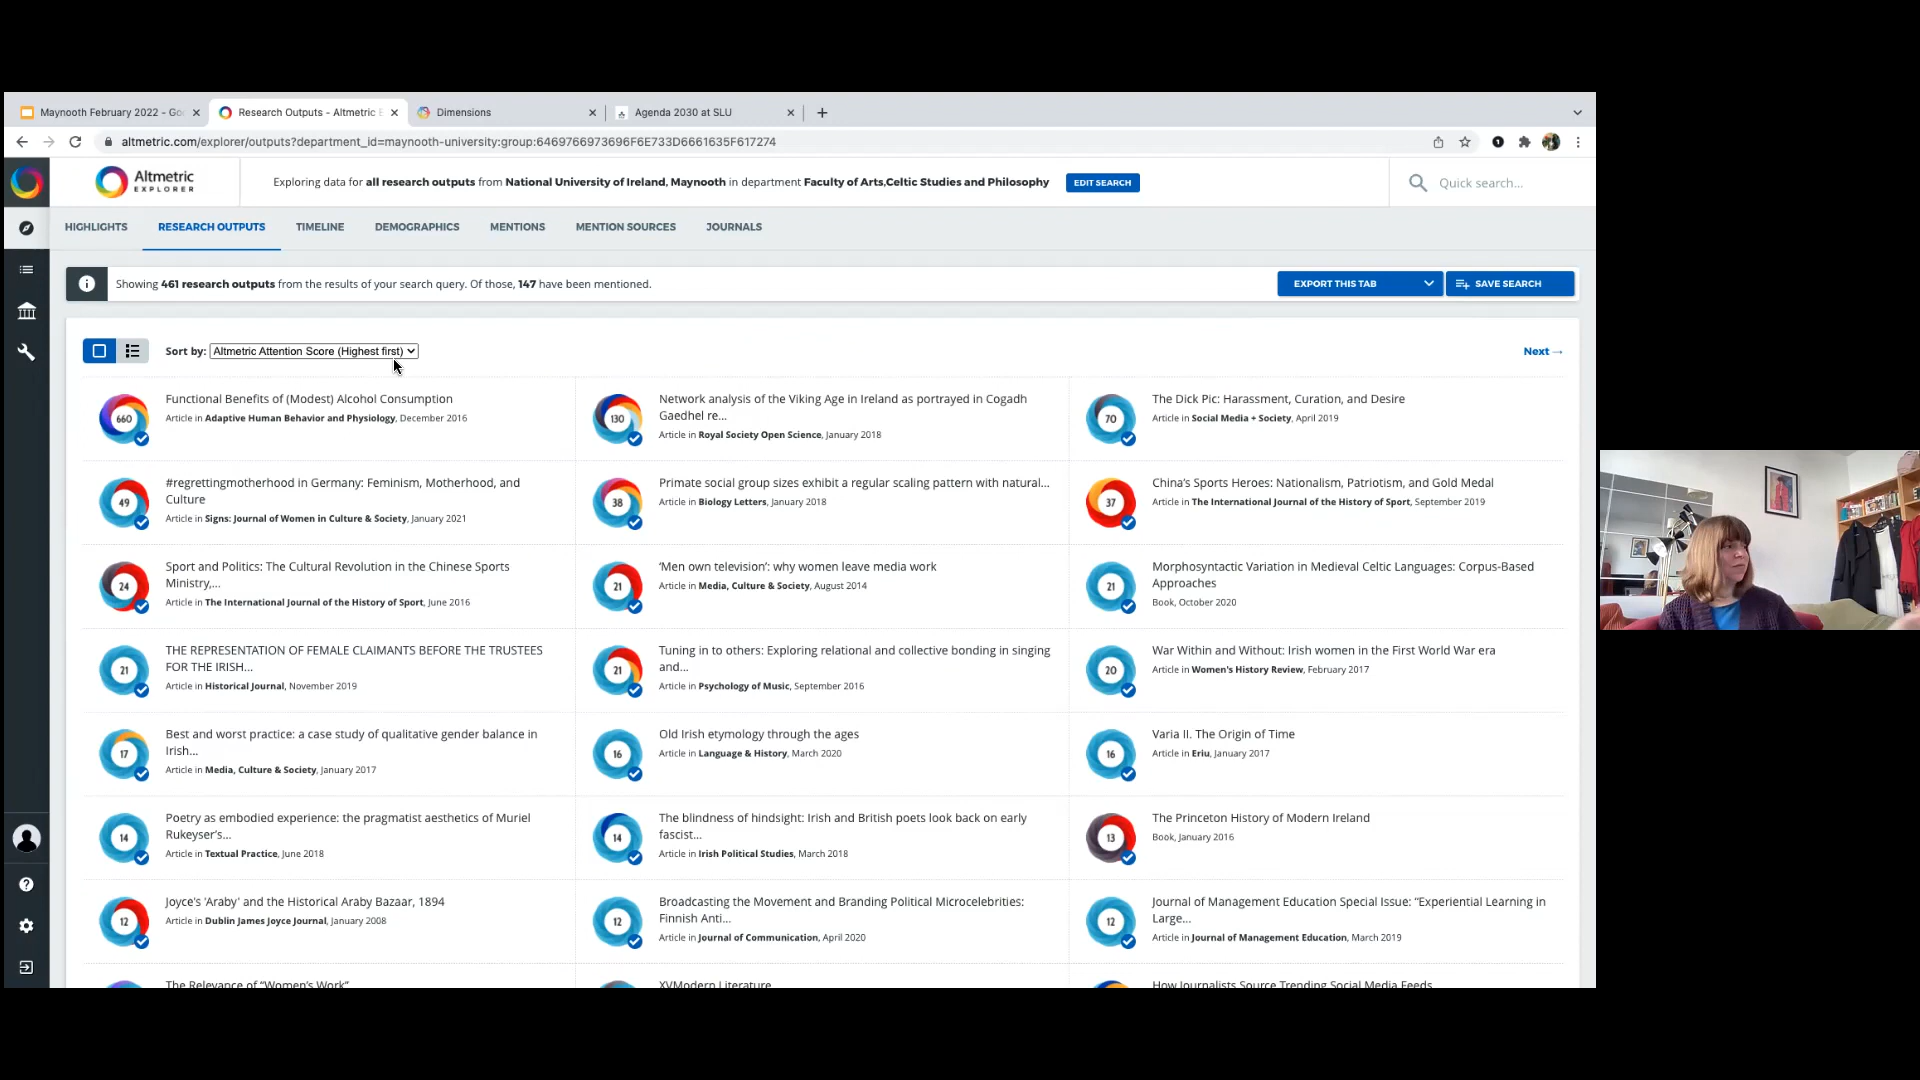 Maynooth February 2022 - Goo
Research Outputs - Altmetric E
Dimensions
Agenda 2030 at SLU
altmetric.com/explorer/outputs?department_id=maynooth-university:group:6469766973696F6E733D6661635F617274
Altmetric
EXPLORER
Exploring data for all research outputs from National University of Ireland, Maynooth in department Faculty of Arts,Celtic Studies and Philosophy
EDIT SEARCH
Quick search...
HIGHLIGHTS
RESEARCH OUTPUTS
TIMELINE
DEMOGRAPHICS
MENTIONS
MENTION SOURCES
JOURNALS
Showing 461 research outputs from the results of your search query. Of those, 147 have been mentioned.
EXPORT THIS TAB
SAVE SEARCH
Sort by: Altmetric Attention Score (Highest first)
Next →
660
Functional Benefits of (Modest) Alcohol Consumption
Article in Adaptive Human Behavior and Physiology, December 2016
130
Network analysis of the Viking Age in Ireland as portrayed in Cogadh
Gaedhel re...
Article in Royal Society Open Science, January 2018
70
The Dick Pic: Harassment, Curation, and Desire
Article in Social Media + Society, April 2019
49
#regrettingmotherhood in Germany: Feminism, Motherhood, and
Culture
Article in Signs: Journal of Women in Culture & Society, January 2021
38
Primate social group sizes exhibit a regular scaling pattern with natural...
Article in Biology Letters, January 2018
37
China's Sports Heroes: Nationalism, Patriotism, and Gold Medal
Article in The International Journal of the History of Sport, September 2019
24
Sport and Politics: The Cultural Revolution in the Chinese Sports
Ministry,...
Article in The International Journal of the History of Sport, June 2016
21
'Men own television': why women leave media work
Article in Media, Culture & Society, August 2014
21
Morphosyntactic Variation in Medieval Celtic Languages: Corpus-Based
Approaches
Book, October 2020
21
THE REPRESENTATION OF FEMALE CLAIMANTS BEFORE THE TRUSTEES
FOR THE IRISH...
Article in Historical Journal, November 2019
21
Tuning in to others: Exploring relational and collective bonding in singing
and...
Article in Psychology of Music, September 2016
20
War Within and Without: Irish women in the First World War era
Article in Women's History Review, February 2017
17
Best and worst practice: a case study of qualitative gender balance in
Irish...
Article in Media, Culture & Society, January 2017
16
Old Irish etymology through the ages
Article in Language & History, March 2020
16
Varia II. The Origin of Time
Article in Eriu, January 2017
14
Poetry as embodied experience: the pragmatist aesthetics of Muriel
Rukeyser's...
Article in Textual Practice, June 2018
14
The blindness of hindsight: Irish and British poets look back on early
fascist...
Article in Irish Political Studies, March 2018
13
The Princeton History of Modern Ireland
Book, January 2016
12
Joyce's 'Araby' and the Historical Araby Bazaar, 1894
Article in Dublin James Joyce Journal, January 2008
12
Broadcasting the Movement and Branding Political Microcelebrities:
Finnish Anti...
Article in Journal of Communication, April 2020
12
Journal of Management Education Special Issue: "Experiential Learning in
Large...
Article in Journal of Management Education, March 2019
The Relevance of "Women's Work"
XVModern Literature
How Journalists Source Trending Social Media Feeds